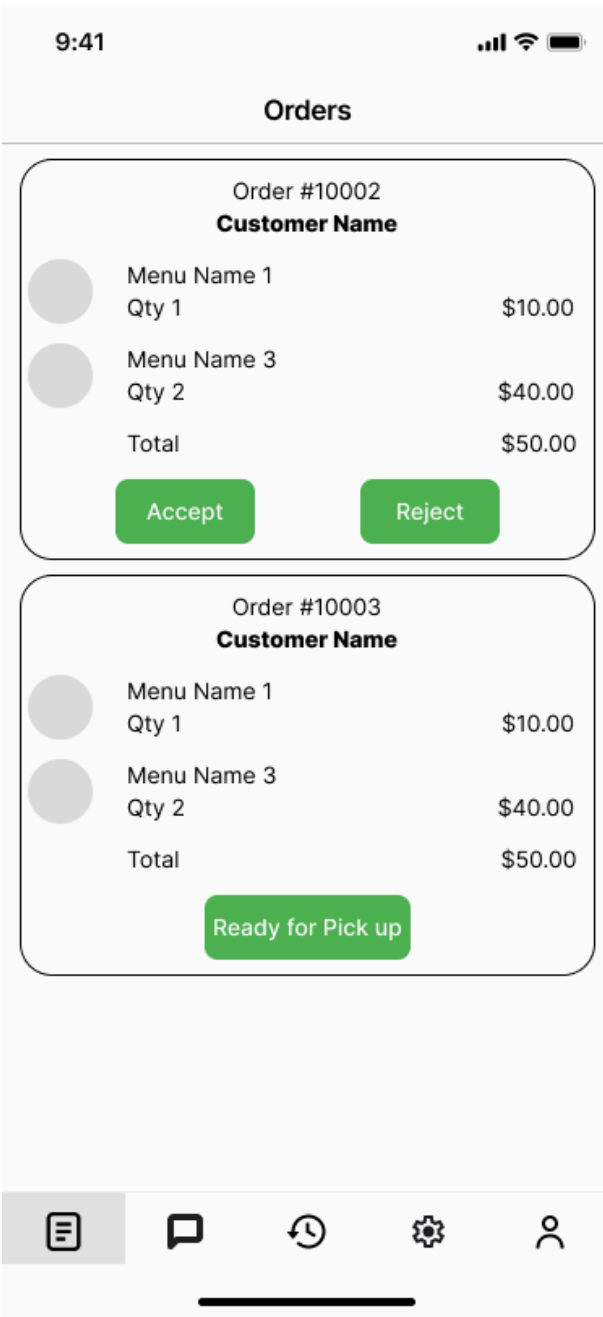 9:41
Orders
Order #10002
Customer Name
Menu Name 1
Qty 1 $10.00
Menu Name 3
Qty 2 $40.00
Total $50.00
Accept Reject
Order #10003
Customer Name
Menu Name 1
Qty 1 $10.00
Menu Name 3
Qty 2 $40.00
Total $50.00
Ready for Pick up